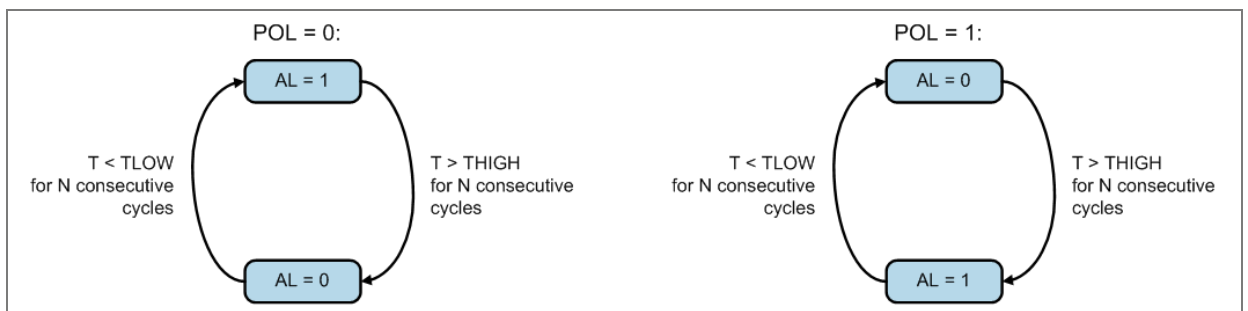 POL = 0:
AL = 1
T < TLOW
for N consecutive
cycles
T > THIGH
for N consecutive
cycles
AL = 0
POL = 1:
AL = 0
T < TLOW
for N consecutive
cycles
T > THIGH
for N consecutive
cycles
AL = 1